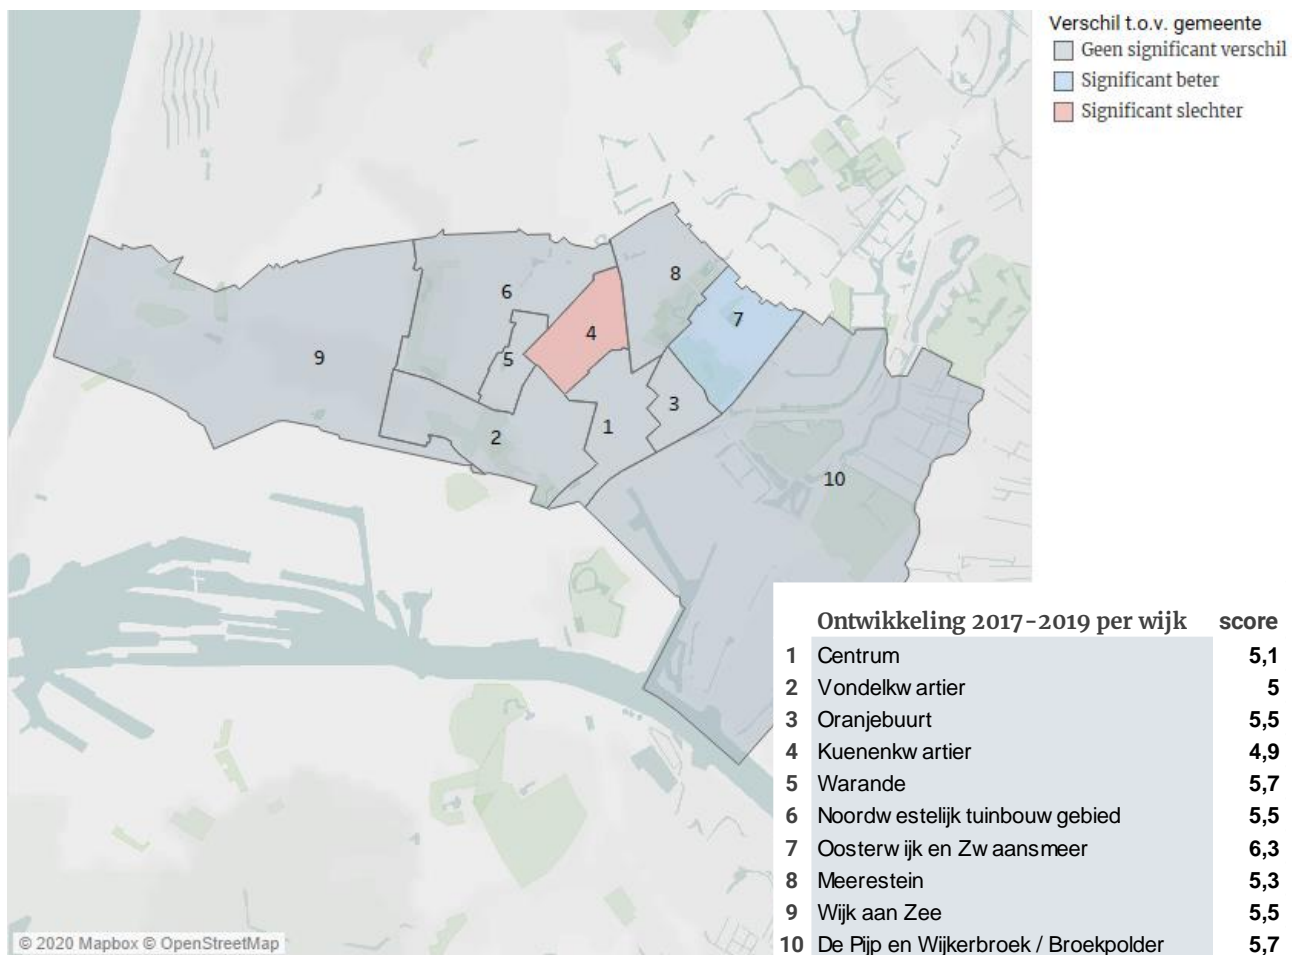 Verschil t.o.v. gemeente
Geen significant verschil
Significant beter
Significant slechter
8
6
7
4
9
5
3
1
2
10
Ontwikkeling 2017-2019 per wijk score
1 Centrum 5,1
2 Vondelkw artier 5
3 Oranjebuurt 5,5
4 Kuenenkw artier 4,9
5 Warande 5,7
6 Noordw estelijk tuinbouw gebied 5,5
7 Oosterw ijk en Zw aansmeer 6,3
8 Meerestein 5,3
9 Wijk aan Zee 5,5
10 De Pijp en Wijkerbroek / Broekpolder 5,7
© 2020 Mapbox © OpenStreetMap